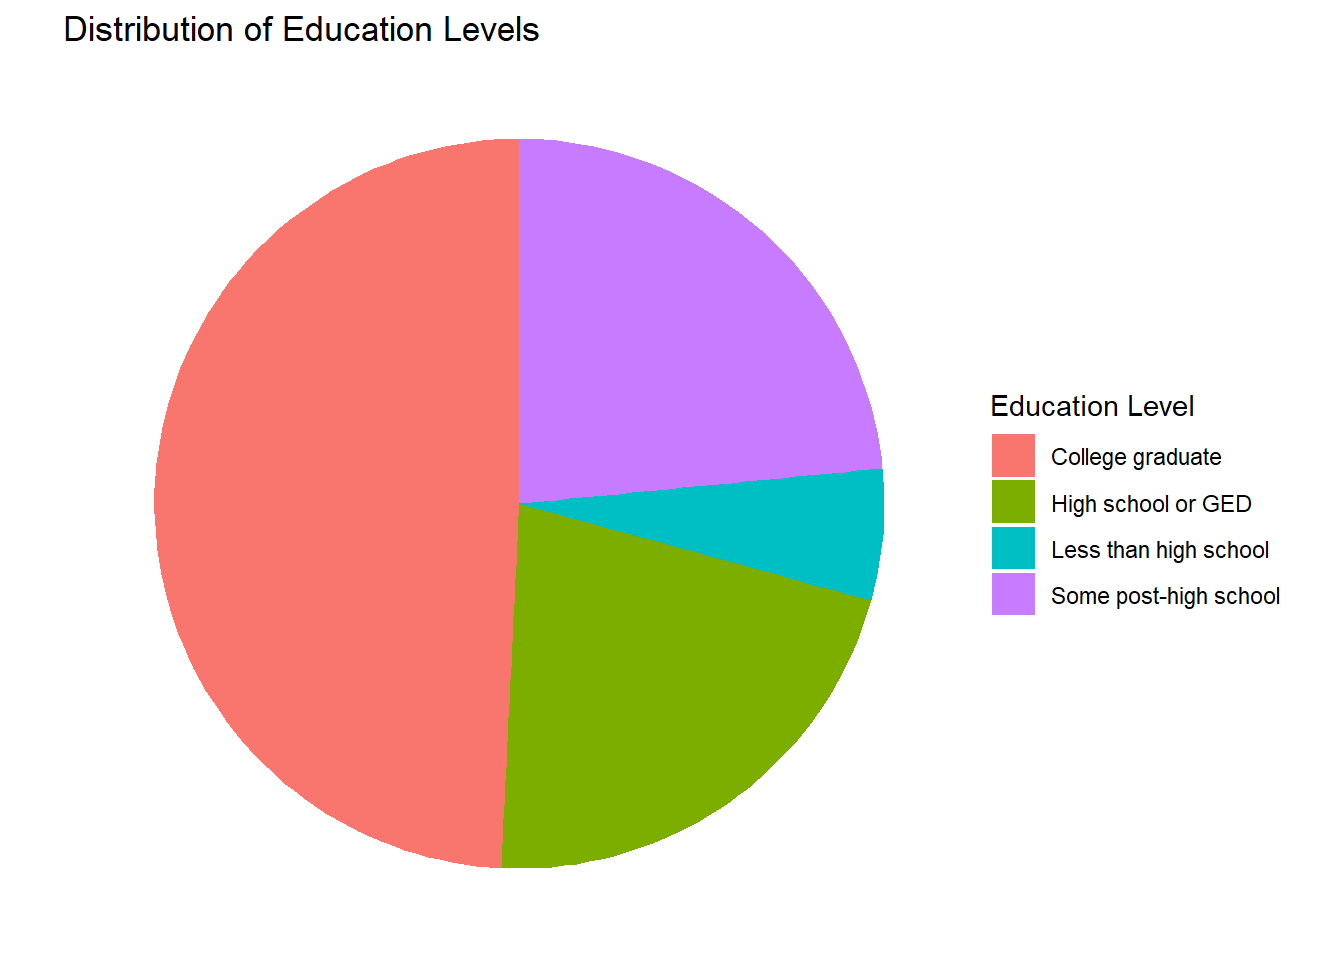 Distribution of Education Levels
Education Level
College graduate
High school or GED
Less than high school
Some post-high school